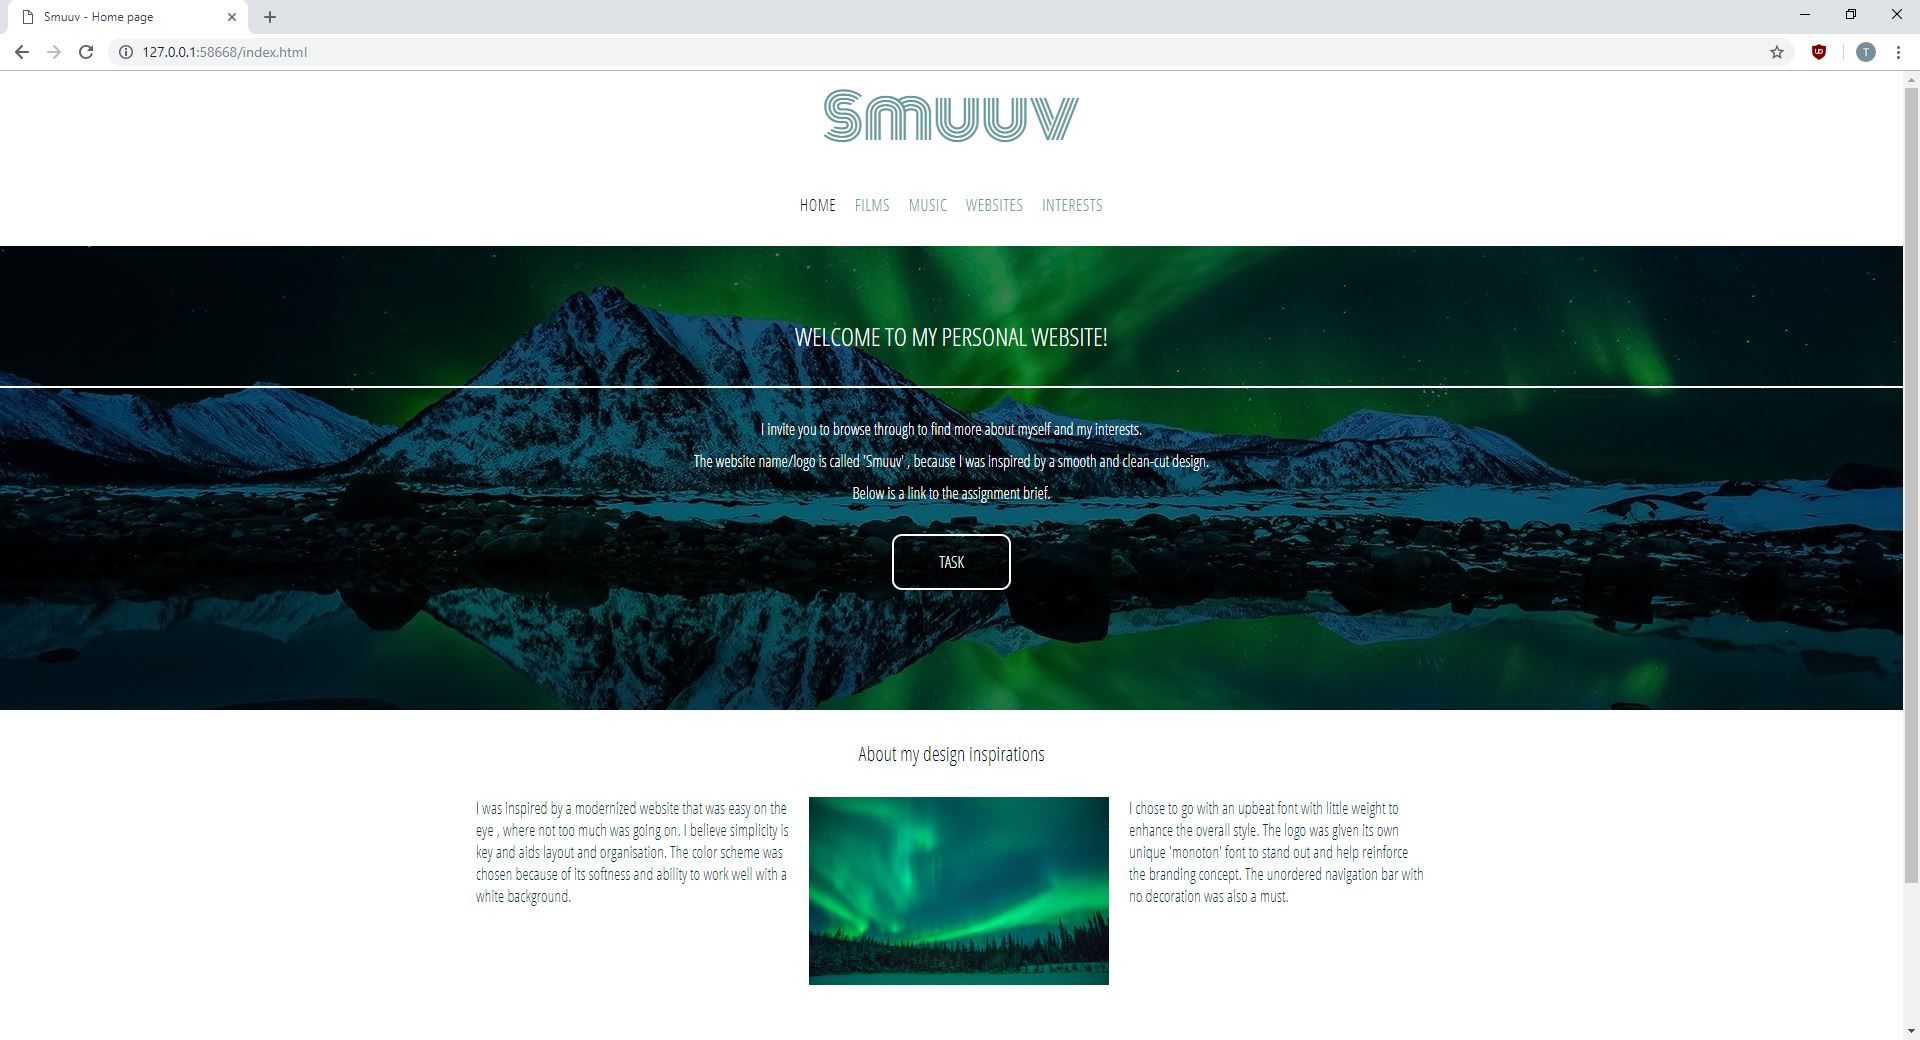 Smuuv - Home page
127.0.0.1:58668/index.html
T
Smuuv
HOME FILMS MUSIC WEBSITES INTERESTS
WELCOME TO MY PERSONAL WEBSITE!
I invite you to browse through to find more about myself and my interests.
The website name/logo is called 'Smuuv' , because I was inspired by a smooth and clean-cut design.
Below is a link to the assignment brief.
TASK
About my design inspirations
I was inspired by a modernized website that was easy on the
eye , where not too much was going on. I believe simplicity is
key and aids layout and organisation. The color scheme was
chosen because of its softness and ability to work well with a
white background.
I chose to go with an upbeat font with little weight to
enhance the overall style. The logo was given its own
unique 'monoton' font to stand out and help reinforce
the branding concept. The unordered navigation bar with
no decoration was also a must.